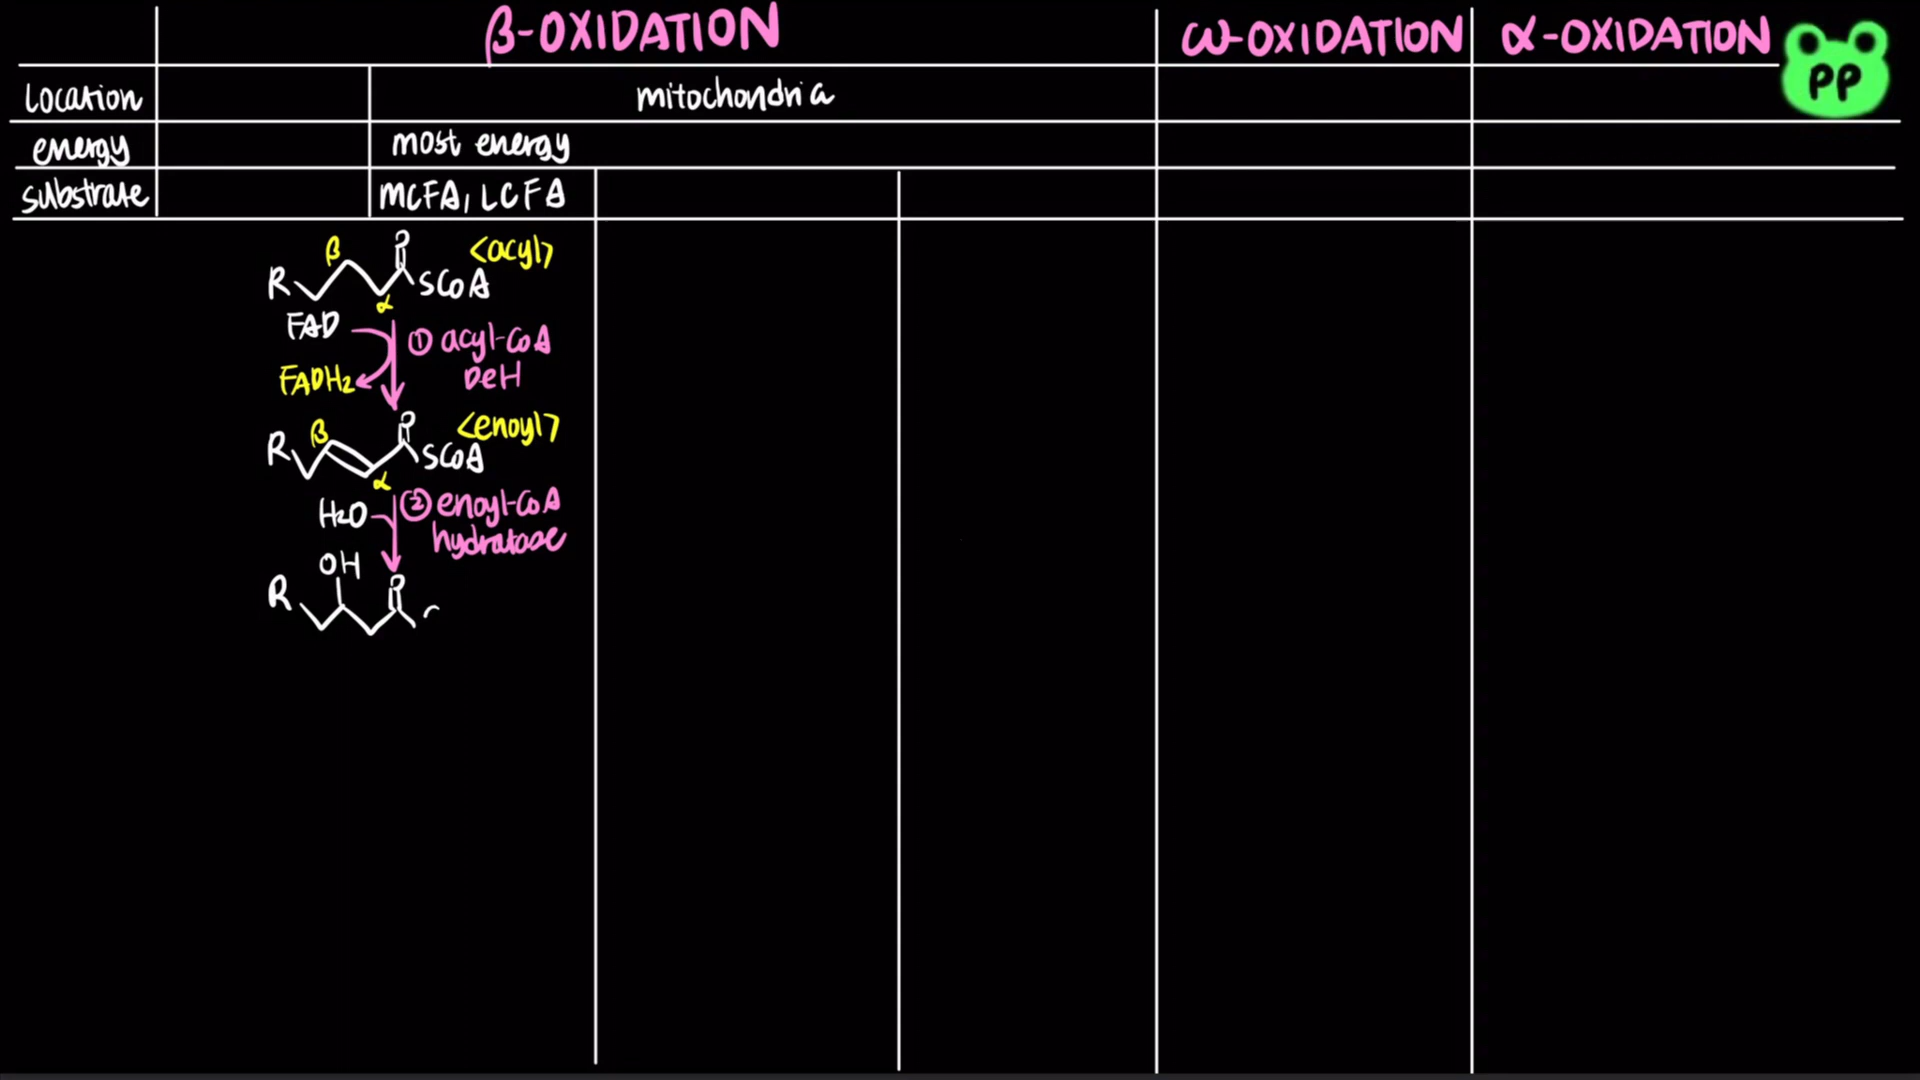 β-OXIDATION
ω-OXIDATION
α-OXIDATION
PP
location
mitochondria
energy
most energy
substrate
MCFA, LCFA
β
O
<acyl>
R
SCoA
α
FAD
① acyl-CoA
DeH
FADH2
β
O
<enoyl>
R
SCoA
α
H2O
② enoyl-CoA
hydratase
OH
O
R